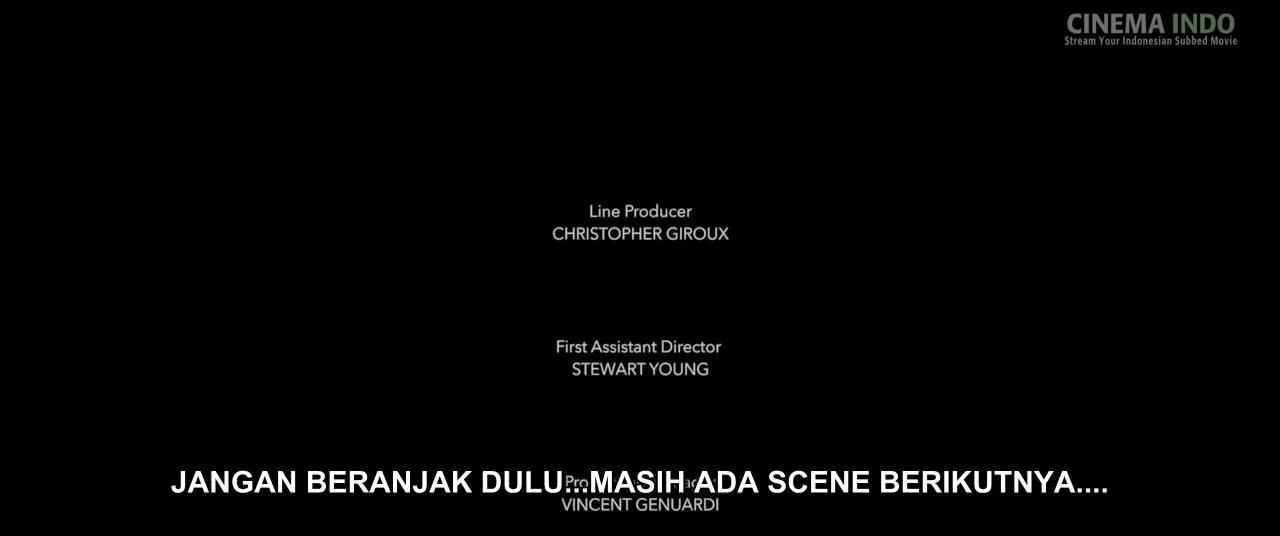 CINEMA INDO
Stream Your Indonesian Subbed Movie
Line Producer
CHRISTOPHER GIROUX
First Assistant Director
STEWART YOUNG
JANGAN BERANJAK DULU...MASIH ADA SCENE BERIKUTNYA....
VINCENT GENUARDI